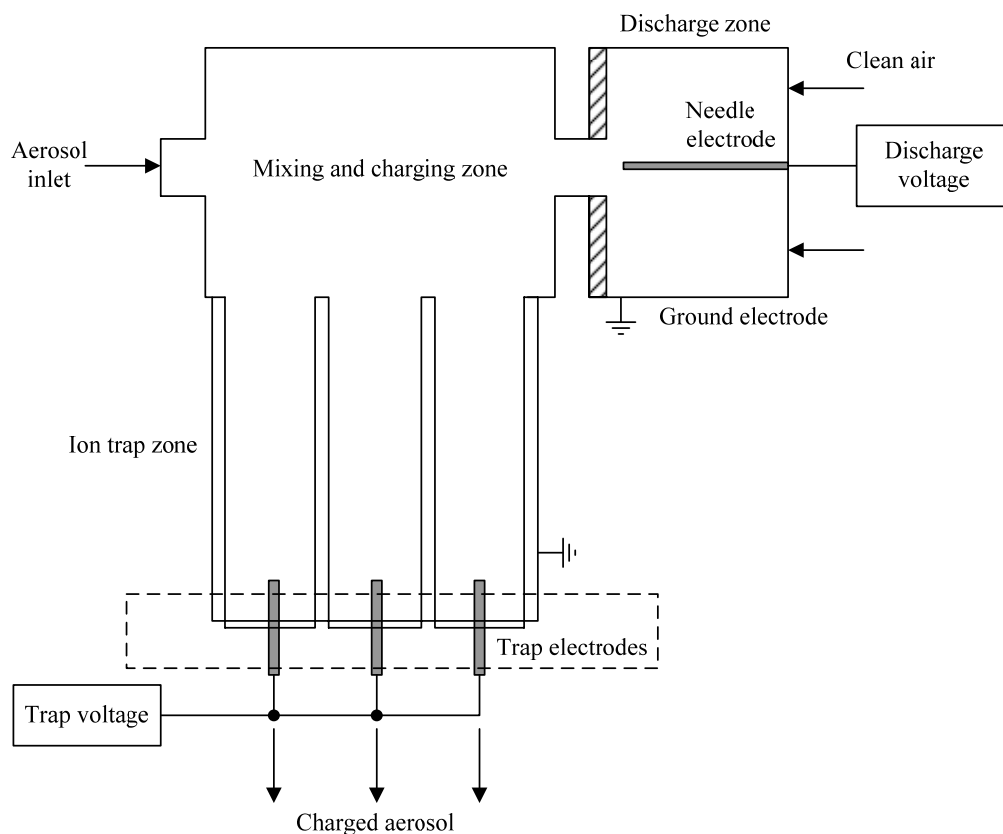 Discharge zone
Clean air
Needle
electrode
Discharge
voltage
Aerosol
inlet
Mixing and charging zone
Ground electrode
Ion trap zone
Trap electrodes
Trap voltage
Charged aerosol